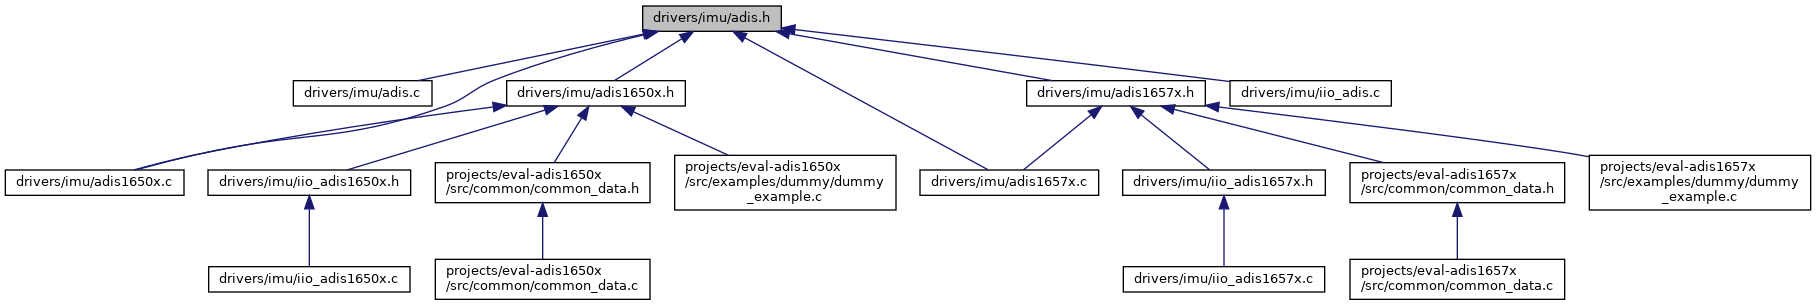 drivers/imu/adis.h
drivers/imu/adis.c
drivers/imu/adis1650x.h
drivers/imu/adis1657x.h
drivers/imu/iio_adis.c
drivers/imu/adis1650x.c
drivers/imu/iio_adis1650x.h
projects/eval-adis1650x
/src/common/common_data.h
projects/eval-adis1650x
/src/examples/dummy/dummy
_example.c
drivers/imu/adis1657x.c
drivers/imu/iio_adis1657x.h
projects/eval-adis1657x
/src/common/common_data.h
projects/eval-adis1657x
/src/examples/dummy/dummy
_example.c
drivers/imu/iio_adis1650x.c
projects/eval-adis1650x
/src/common/common_data.c
drivers/imu/iio_adis1657x.c
projects/eval-adis1657x
/src/common/common_data.c